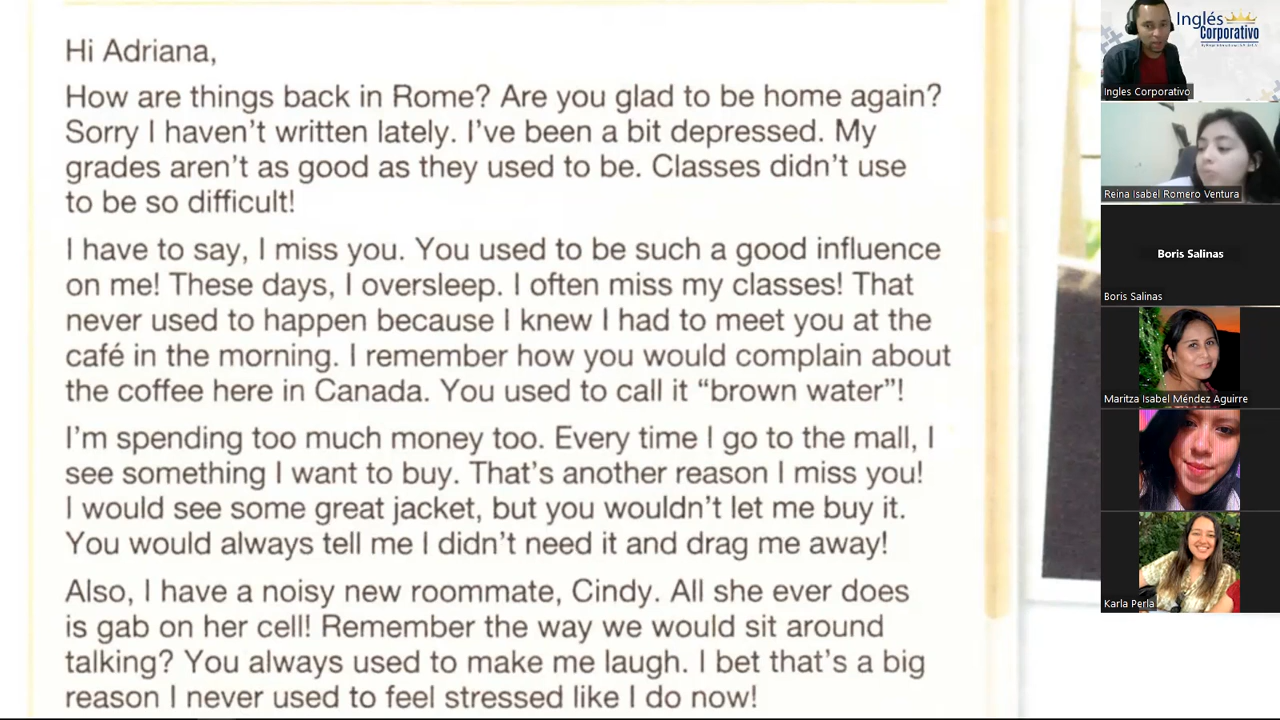 Hi Adriana,
How are things back in Rome? Are you glad to be home again?
Sorry I haven't written lately. I've been a bit depressed. My
grades aren't as good as they used to be. Classes didn't use
to be so difficult!
I have to say, I miss you. You used to be such a good influence
on me! These days, I oversleep. I often miss my classes! That
never used to happen because I knew I had to meet you at the
café in the morning. I remember how you would complain about
the coffee here in Canada. You used to call it “brown water”!
I'm spending too much money too. Every time I go to the mall, I
see something I want to buy. That's another reason I miss you!
I would see some great jacket, but you wouldn't let me buy it.
You would always tell me I didn't need it and drag me away!
Also, I have a noisy new roommate, Cindy. All she ever does
is gab on her cell! Remember the way we would sit around
talking? You always used to make me laugh. I bet that's a big
reason I never used to feel stressed like I do now!
Inglés
Corporativo
Ingles Corporativo
Reina Isabel Romero Ventura
Boris Salinas
Boris Salinas
Maritza Isabel Méndez Aguirre
Karla Perla